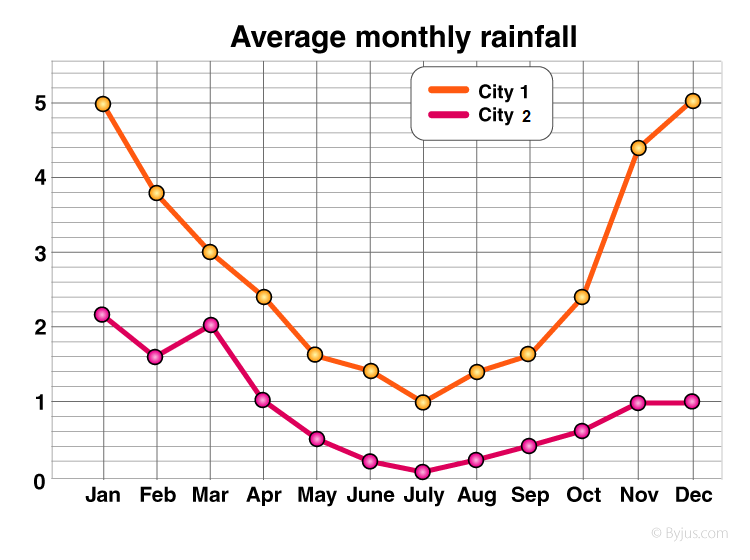 Average monthly rainfall
City 1
City 2
5
4
3
2
1
0
Jan Feb Mar Apr May June July Aug Sep Oct Nov Dec
© Byjus.com